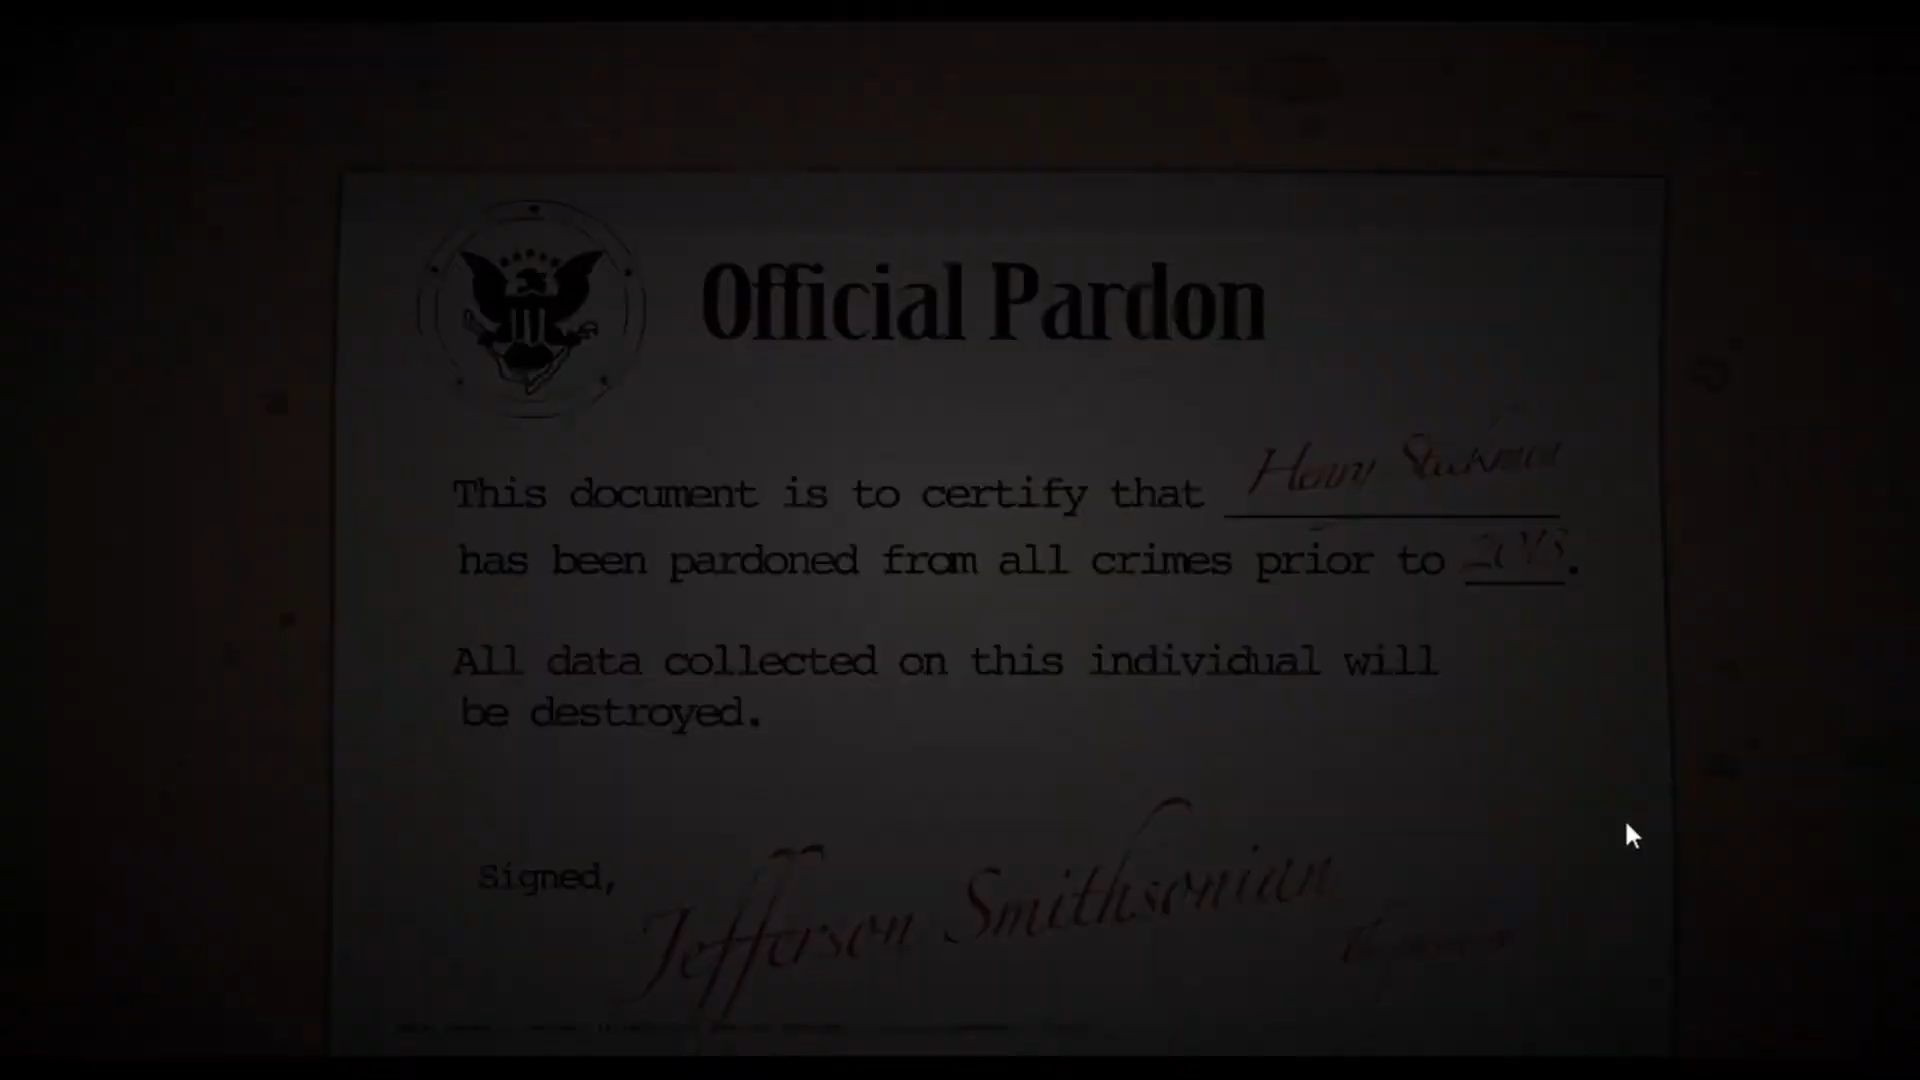 Official Pardon
This document is to certify that Henry Stickmin
has been pardoned from all crimes prior to
All data collected on this individual will
be destroyed.
Signed, Jefferson Smithsonian